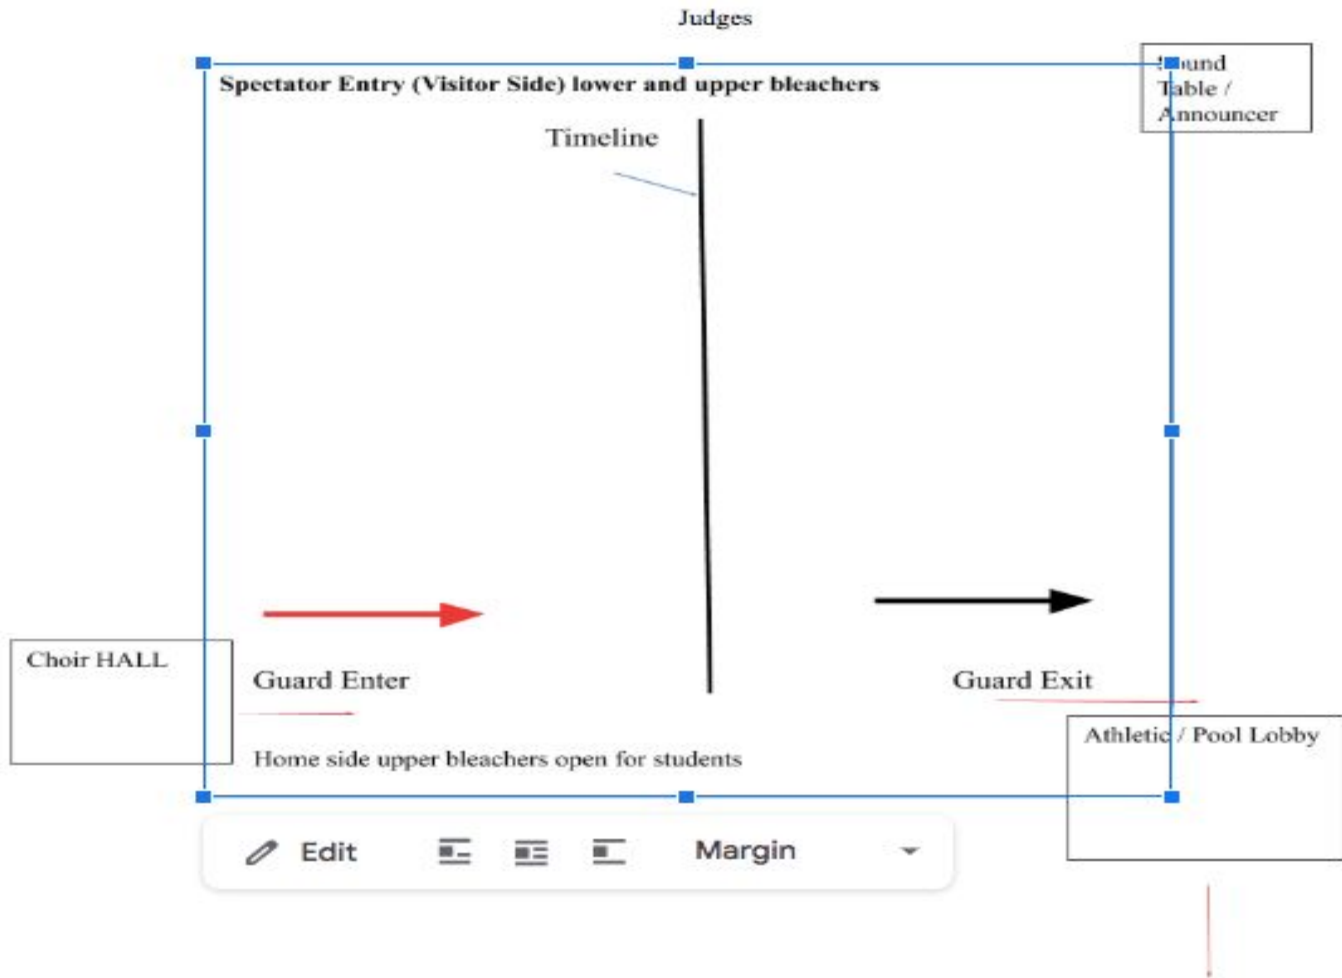 Judges
Spectator Entry (Visitor Side) lower and upper bleachers
Table /
Announcer
Timeline
Choir HALL
Guard Enter
Guard Exit
Athletic / Pool Lobby
Home side upper bleachers open for students
Edit
Margin